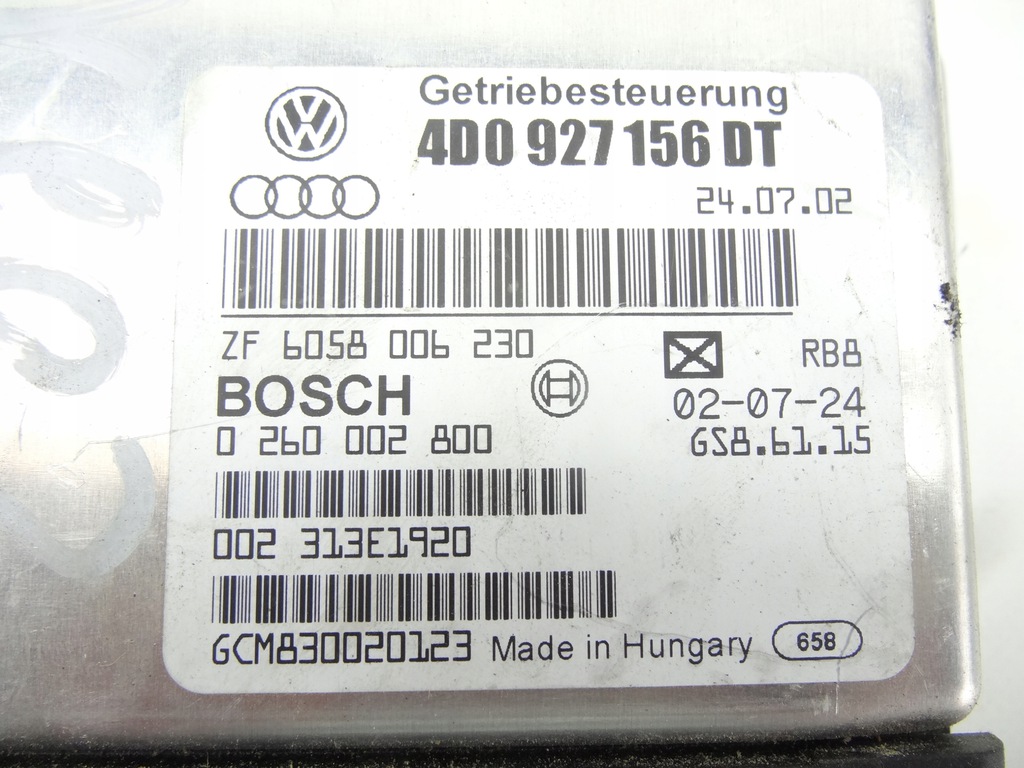 Getriebesteuerung
4D0 927 156 DT
24.07.02
ZF 6058 006 230
RB8
BOSCH
02-07-24
0 260 002 800
GS8.61.15
002 313E1920
GCM830020123 Made in Hungary 658